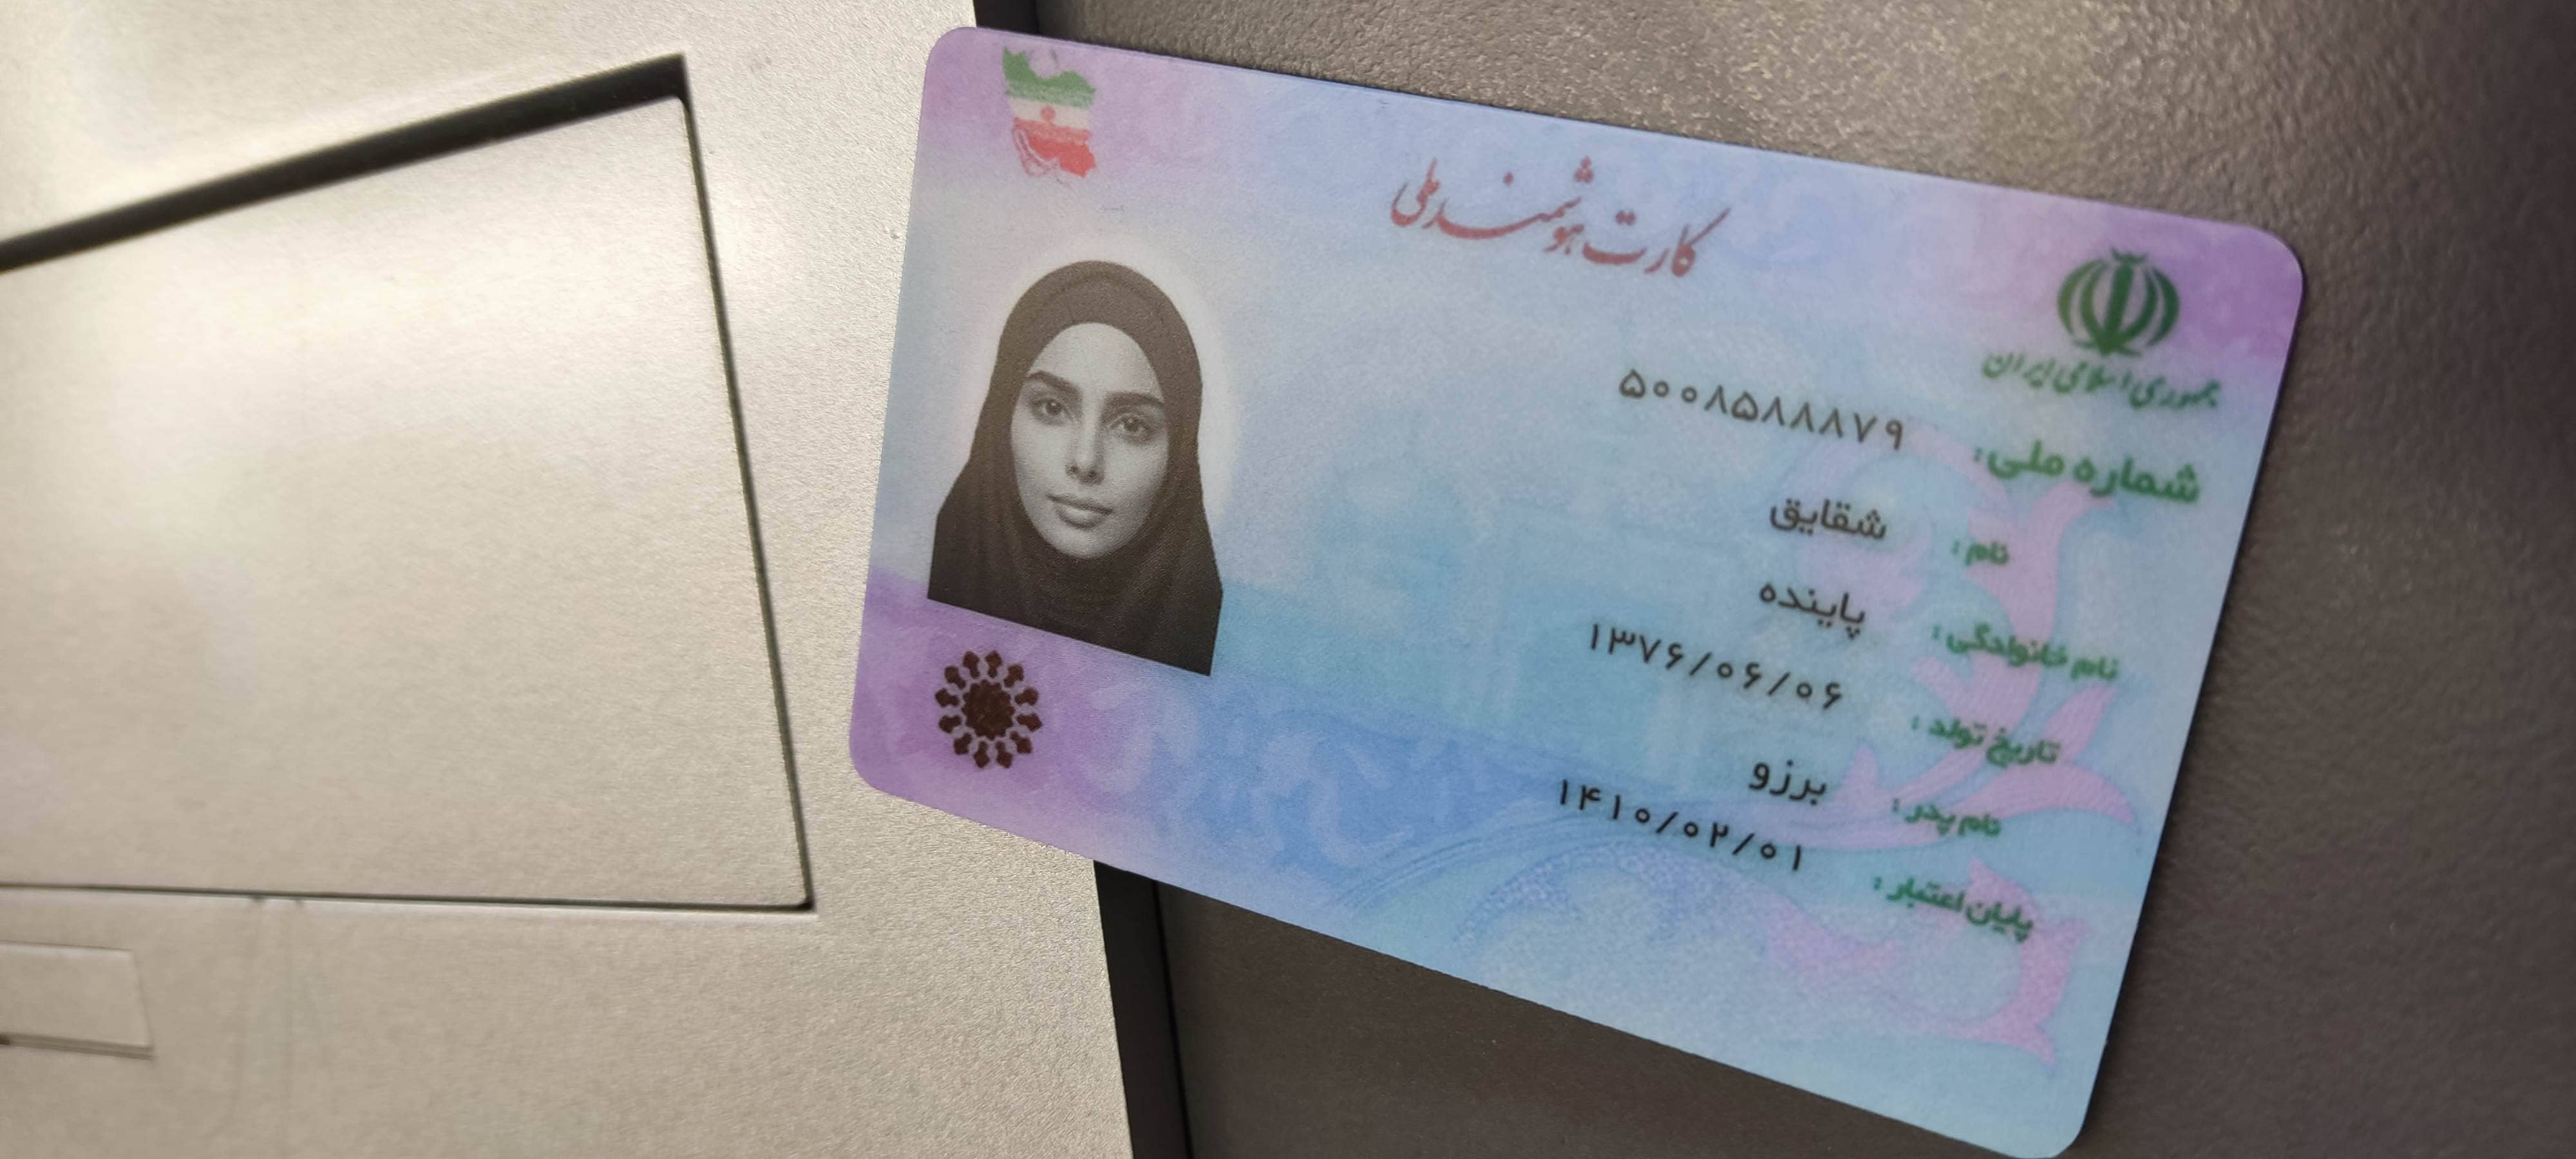 کارت هوشمند ملی
جمهوری اسلامی ایران
شماره ملی: ۵۰۰۸۵۸۸۸۷۹
نام: شقایق
نام خانوادگی: پاینده
تاریخ تولد: ۱۳۷۶/۰۶/۰۶
نام پدر: برزو
پایان اعتبار: ۱۴۱۰/۰۲/۰۱